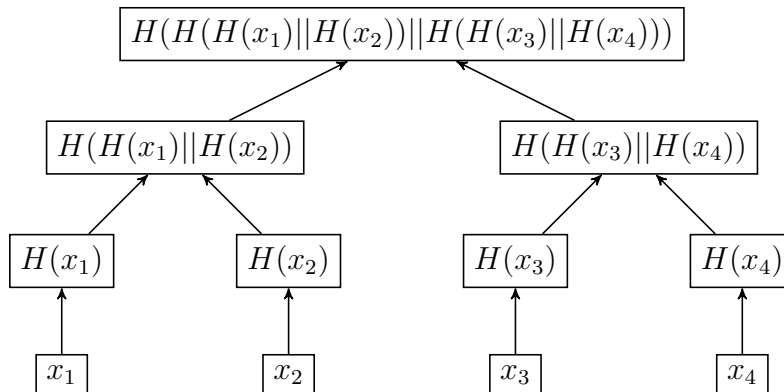 H(H(H(x₁)||H(x₂))||H(H(x₃)||H(x₄)))
H(H(x₁)||H(x₂)) H(H(x₃)||H(x₄))
H(x₁) H(x₂) H(x₃) H(x₄)
x₁ x₂ x₃ x₄